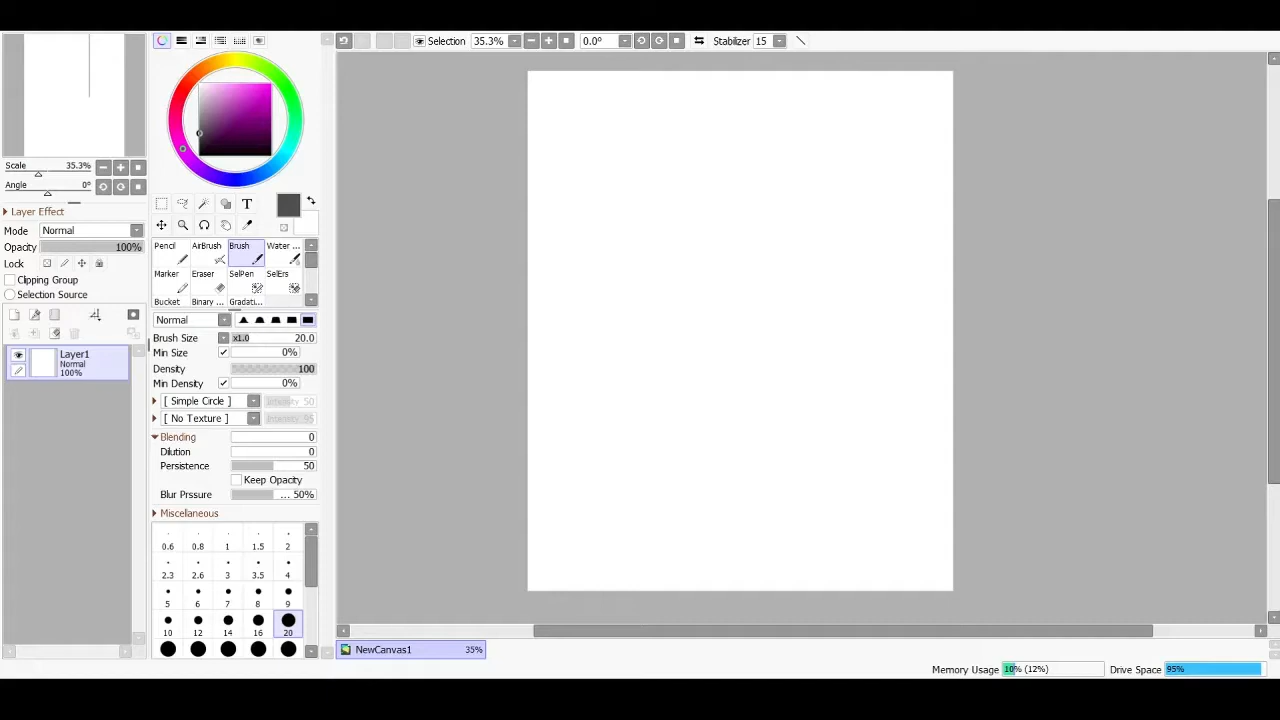 Selection 35.3% 0.0° Stabilizer 15
Scale 35.3%
Angle 0°
Layer Effect
Mode Normal
Opacity 100%
Lock
Clipping Group
Selection Source
Layer1
Normal
100%
T
Pencil AirBrush Brush Water ...
Marker Eraser SelPen SelErs
Bucket Binary ... Gradati...
Normal
Brush Size x1.0 20.0
Min Size 0%
Density 100
Min Density 0%
[ Simple Circle ] Intensity 50
[ No Texture ] Intensity 95
Blending 0
Dilution 0
Persistence 50
Keep Opacity
Blur Prssure ... 50%
Miscellaneous
0.6 0.8 1 1.5 2
2.3 2.6 3 3.5 4
5 6 7 8 9
10 12 14 16 20
NewCanvas1 35%
Memory Usage 10% (12%) Drive Space 95%